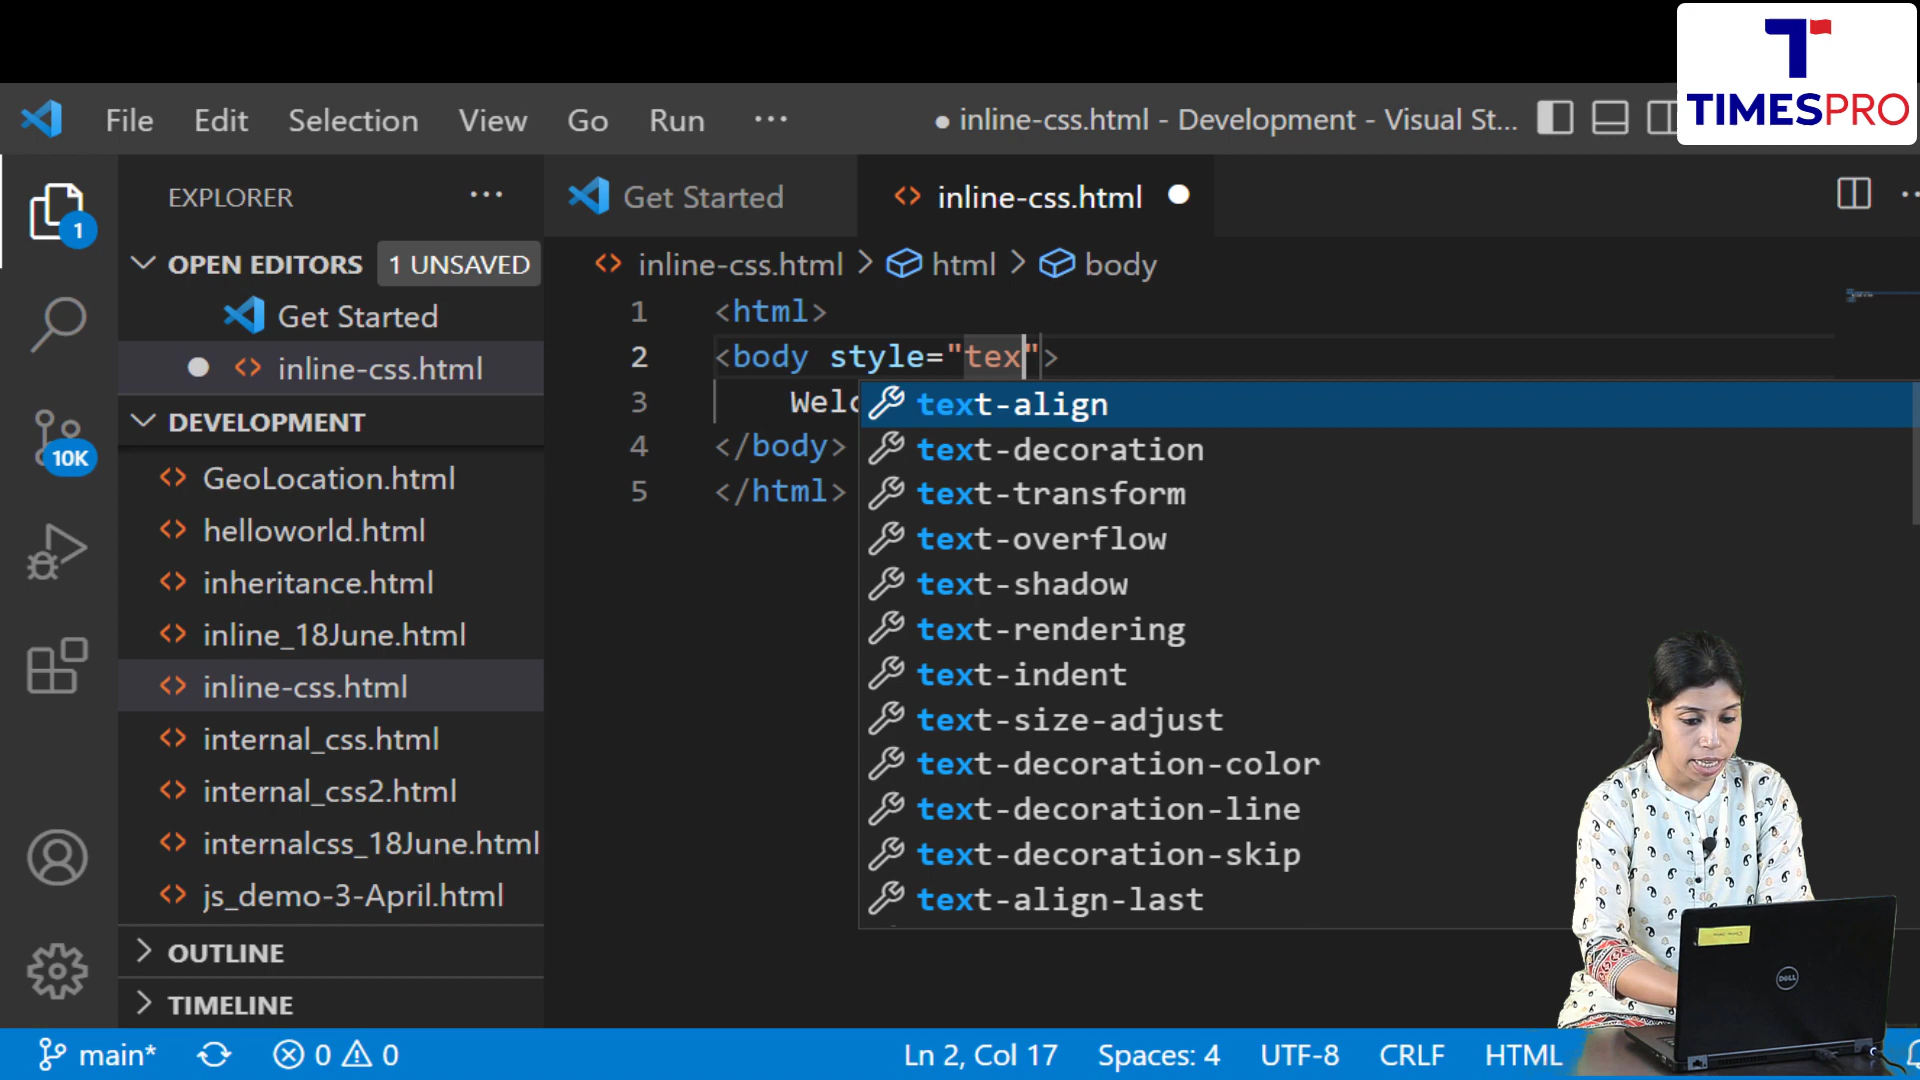 TIMESPRO
File Edit Selection View Go Run ···
● inline-css.html - Development - Visual St...
EXPLORER ···
Get Started
inline-css.html ●
OPEN EDITORS 1 UNSAVED
Get Started
inline-css.html
DEVELOPMENT
GeoLocation.html
helloworld.html
inheritance.html
inline_18June.html
inline-css.html
internal_css.html
internal_css2.html
internalcss_18June.html
js_demo-3-April.html
OUTLINE
TIMELINE
1
10K
inline-css.html > html > body
1 <html>
2 <body style="tex">
3 Welc
4 </body>
5 </html>
text-align
text-decoration
text-transform
text-overflow
text-shadow
text-rendering
text-indent
text-size-adjust
text-decoration-color
text-decoration-line
text-decoration-skip
text-align-last
DELL
main* 0 0 Ln 2, Col 17 Spaces: 4 UTF-8 CRLF HTML